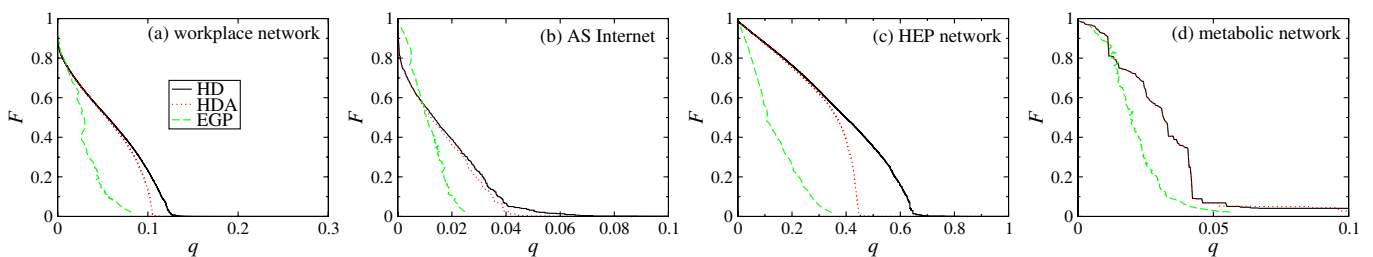 (a) workplace network
HD
HDA
EGP
F
1
0.8
0.6
0.4
0.2
0
0 0.1 0.2 0.3
q
(b) AS Internet
F
1
0.8
0.6
0.4
0.2
0
0 0.02 0.04 0.06 0.08 0.1
q
(c) HEP network
F
1
0.8
0.6
0.4
0.2
0
0 0.2 0.4 0.6 0.8 1
q
(d) metabolic network
F
1
0.8
0.6
0.4
0.2
0
0 0.05 0.1
q